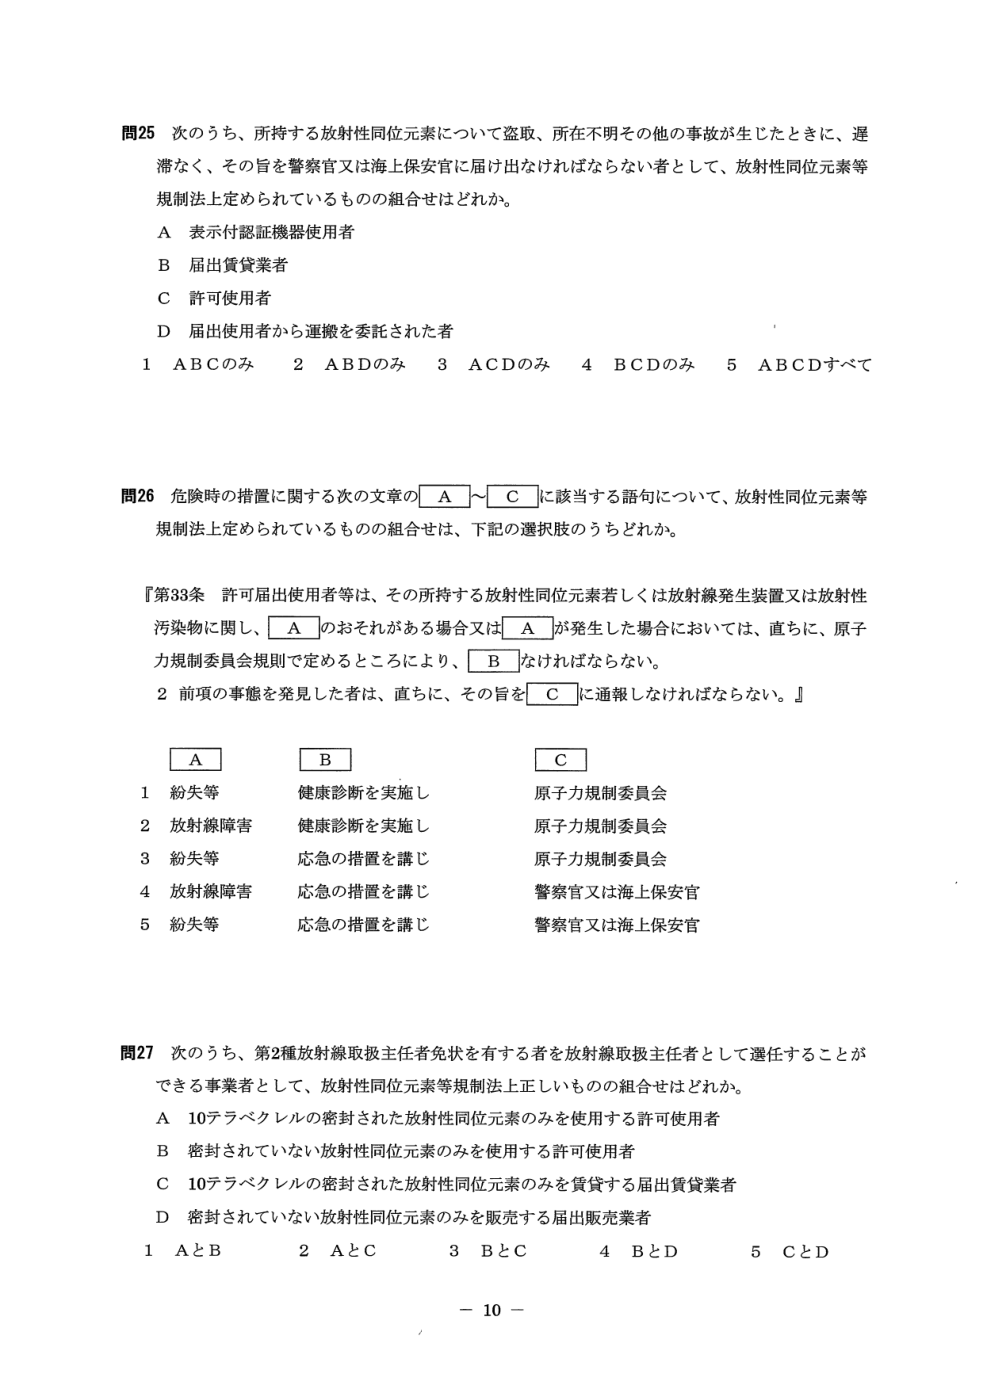 問25　次のうち、所持する放射性同位元素について盗取、所在不明その他の事故が生じたときに、遅
滞なく、その旨を警察官又は海上保安官に届け出なければならない者として、放射性同位元素等
規制法上定められているものの組合せはどれか。
A　表示付認証機器使用者
B　届出賃貸業者
C　許可使用者
D　届出使用者から運搬を委託された者
1　ABCのみ　2　ABDのみ　3　ACDのみ　4　BCDのみ　5　ABCDすべて
問26　危険時の措置に関する次の文章の A ～ C に該当する語句について、放射性同位元素等
規制法上定められているものの組合せは、下記の選択肢のうちどれか。
『第33条　許可届出使用者等は、その所持する放射性同位元素若しくは放射線発生装置又は放射性
汚染物に関し、 A のおそれがある場合又は A が発生した場合においては、直ちに、原子
力規制委員会規則で定めるところにより、 B なければならない。
2　前項の事態を発見した者は、直ちに、その旨を C に通報しなければならない。』
A　B　C
1　紛失等　健康診断を実施し　原子力規制委員会
2　放射線障害　健康診断を実施し　原子力規制委員会
3　紛失等　応急の措置を講じ　原子力規制委員会
4　放射線障害　応急の措置を講じ　警察官又は海上保安官
5　紛失等　応急の措置を講じ　警察官又は海上保安官
問27　次のうち、第2種放射線取扱主任者免状を有する者を放射線取扱主任者として選任することが
できる事業者として、放射性同位元素等規制法上正しいものの組合せはどれか。
A　10テラベクレルの密封された放射性同位元素のみを使用する許可使用者
B　密封されていない放射性同位元素のみを使用する許可使用者
C　10テラベクレルの密封された放射性同位元素のみを賃貸する届出賃貸業者
D　密封されていない放射性同位元素のみを販売する届出販売業者
1　AとB　2　AとC　3　BとC　4　BとD　5　CとD
－ 10 －